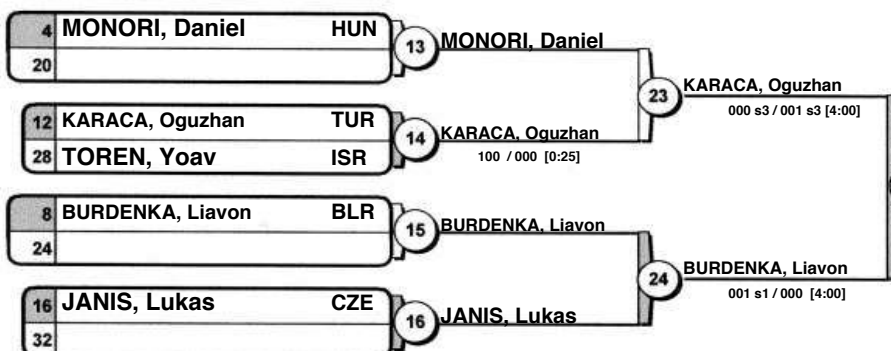 4 MONORI, Daniel HUN
20
13 MONORI, Daniel
12 KARACA, Oguzhan TUR
28 TOREN, Yoav ISR
14 KARACA, Oguzhan
100 / 000 [0:25]
23 KARACA, Oguzhan
000 s3 / 001 s3 [4:00]
8 BURDENKA, Liavon BLR
24
15 BURDENKA, Liavon
16 JANIS, Lukas CZE
32
16 JANIS, Lukas
24 BURDENKA, Liavon
001 s1 / 000 [4:00]